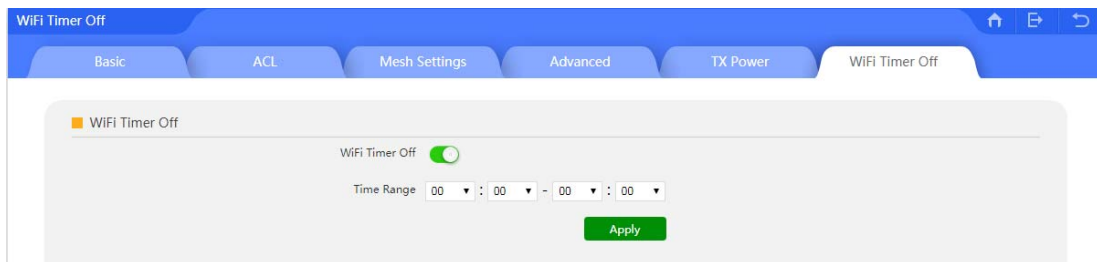 WiFi Timer Off
Basic ACL Mesh Settings Advanced TX Power WiFi Timer Off
WiFi Timer Off
WiFi Timer Off
Time Range 00 : 00 - 00 : 00
Apply